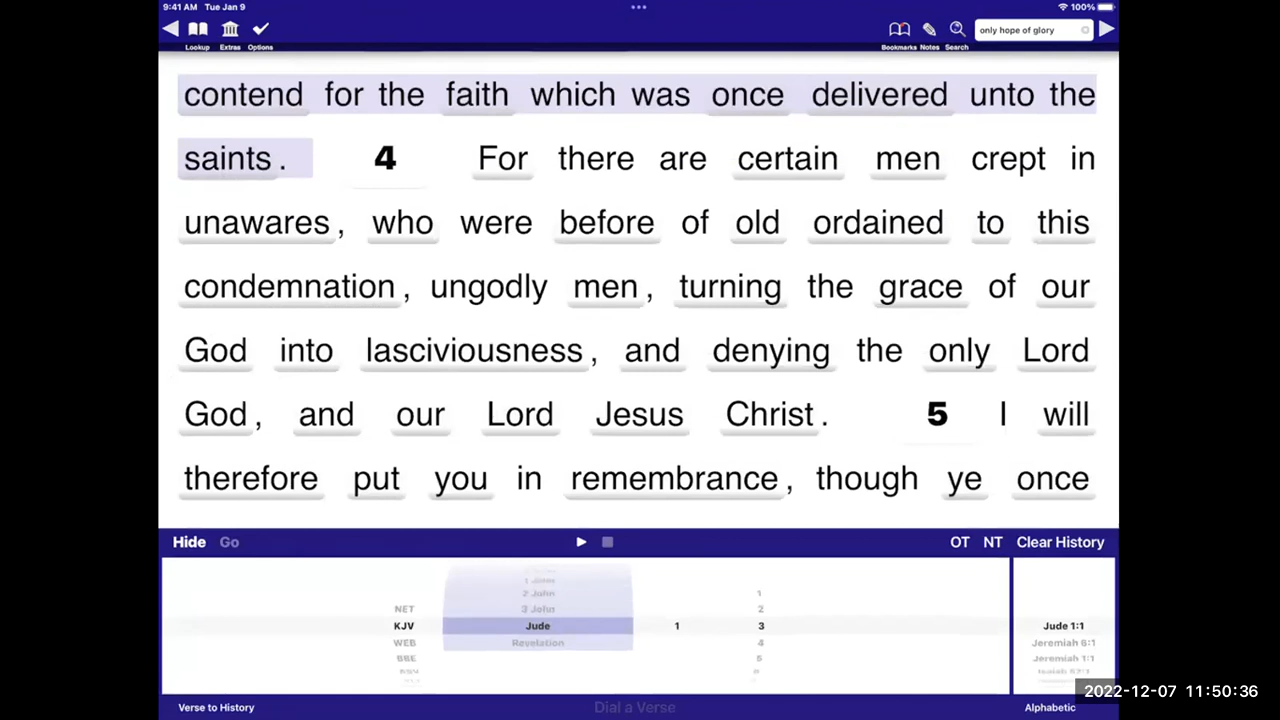 9:41 AM Tue Jan 9
100%
Lookup Extras Options
Bookmarks Notes Search
only hope of glory
contend for the faith which was once delivered unto the
saints. 4 For there are certain men crept in
unawares, who were before of old ordained to this
condemnation, ungodly men, turning the grace of our
God into lasciviousness, and denying the only Lord
God, and our Lord Jesus Christ. 5 I will
therefore put you in remembrance, though ye once
Hide Go
OT NT Clear History
1 John
2 John 1
NET 3 John 2
KJV Jude 1 3 Jude 1:1
WEB Revelation 4 Jeremiah 6:1
BBE 5 Jeremiah 1:1
Verse to History Dial a Verse Alphabetic
2022-12-07 11:50:36